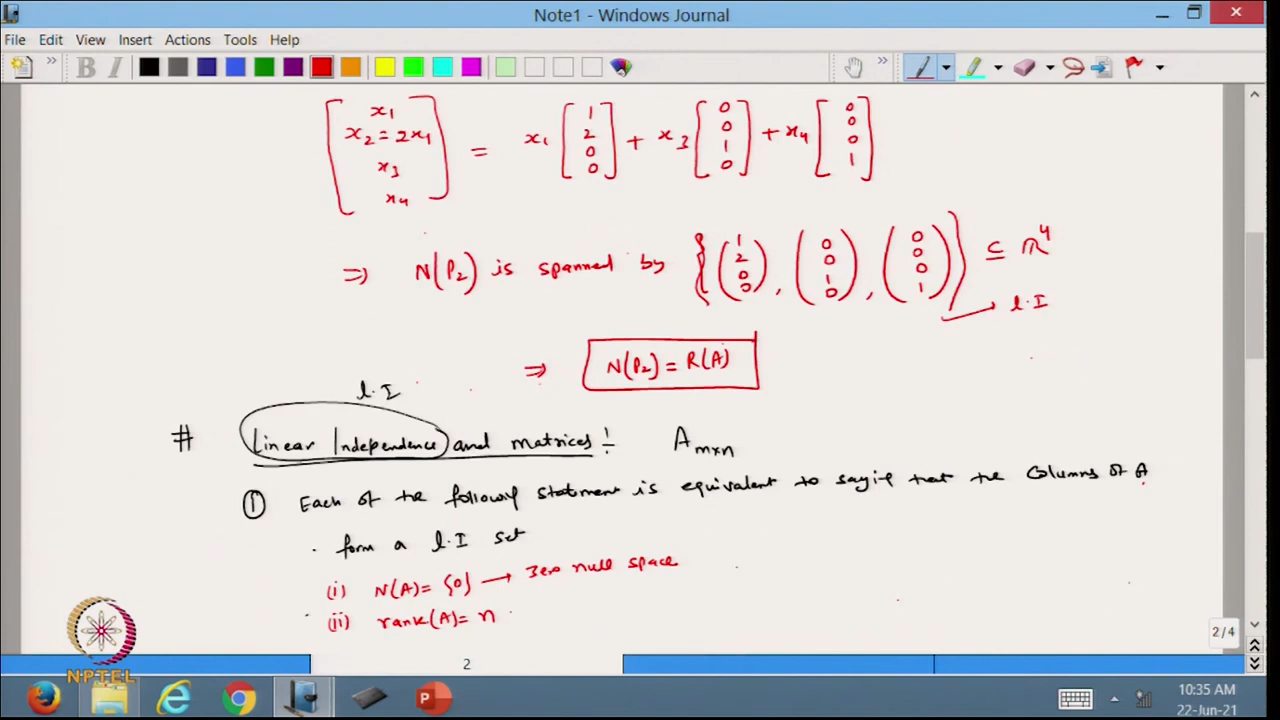 Note1 - Windows Journal
File Edit View Insert Actions Tools Help
B I
[x1, x2 = 2x1, x3, x4] = x1 [1, 2, 0, 0] + x3 [0, 0, 1, 0] + x4 [0, 0, 0, 1]
⇒ N(P2) is spanned by {(1, 2, 0, 0), (0, 0, 1, 0), (0, 0, 0, 1)} ⊆ ℝ^4
→ l.I
⇒ N(P2) = R(A)
l.I
# Linear Independence and matrices : A m×n
① Each of the following statement is equivalent to saying that the columns of A
form a l.I set
(i) N(A) = {0} → Zero null space
(ii) rank(A) = n
2/4
NPTEL
2
10:35 AM
22-Jun-21